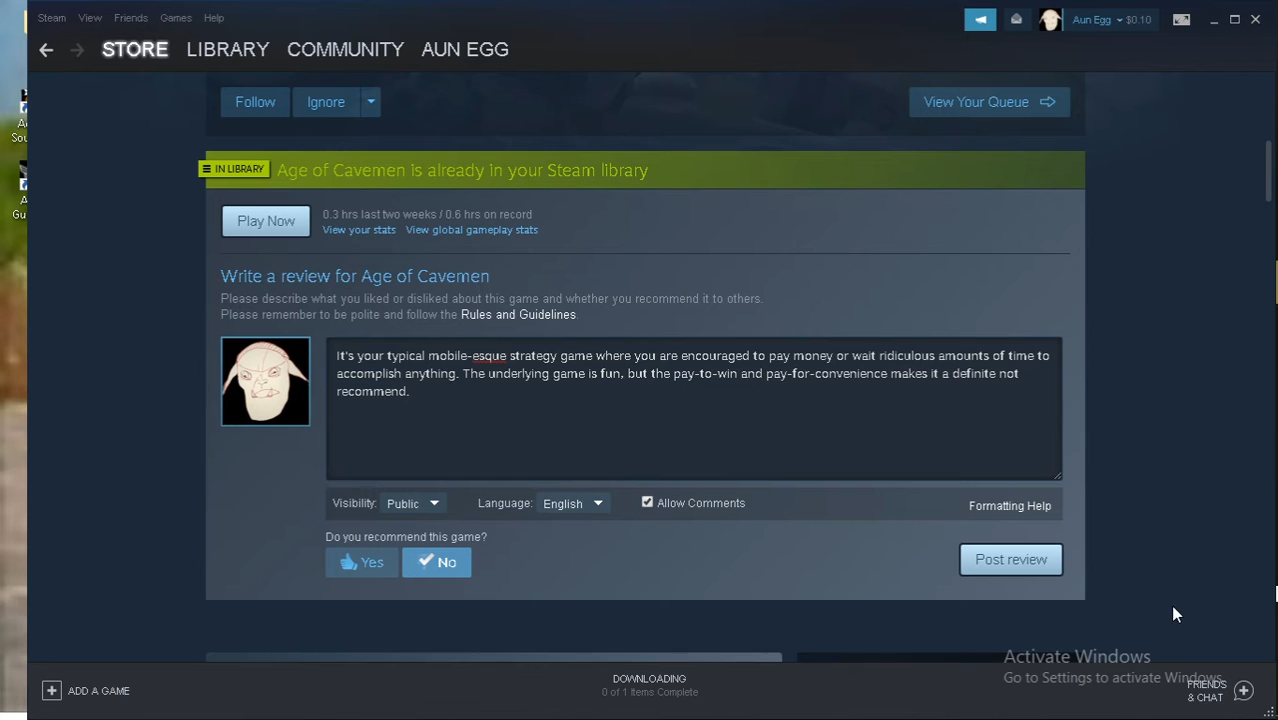 Steam View Friends Games Help
Aun Egg $0.10
STORE LIBRARY COMMUNITY AUN EGG
Follow Ignore View Your Queue
IN LIBRARY Age of Cavemen is already in your Steam library
Play Now
0.3 hrs last two weeks / 0.6 hrs on record
View your stats View global gameplay stats
Write a review for Age of Cavemen
Please describe what you liked or disliked about this game and whether you recommend it to others.
Please remember to be polite and follow the Rules and Guidelines.
It's your typical mobile-esque strategy game where you are encouraged to pay money or wait ridiculous amounts of time to
accomplish anything. The underlying game is fun, but the pay-to-win and pay-for-convenience makes it a definite not
recommend.
Visibility: Public Language: English Allow Comments Formatting Help
Do you recommend this game?
Yes No Post review
Activate Windows
Go to Settings to activate Windows.
ADD A GAME
DOWNLOADING
0 of 1 Items Complete
FRIENDS
& CHAT